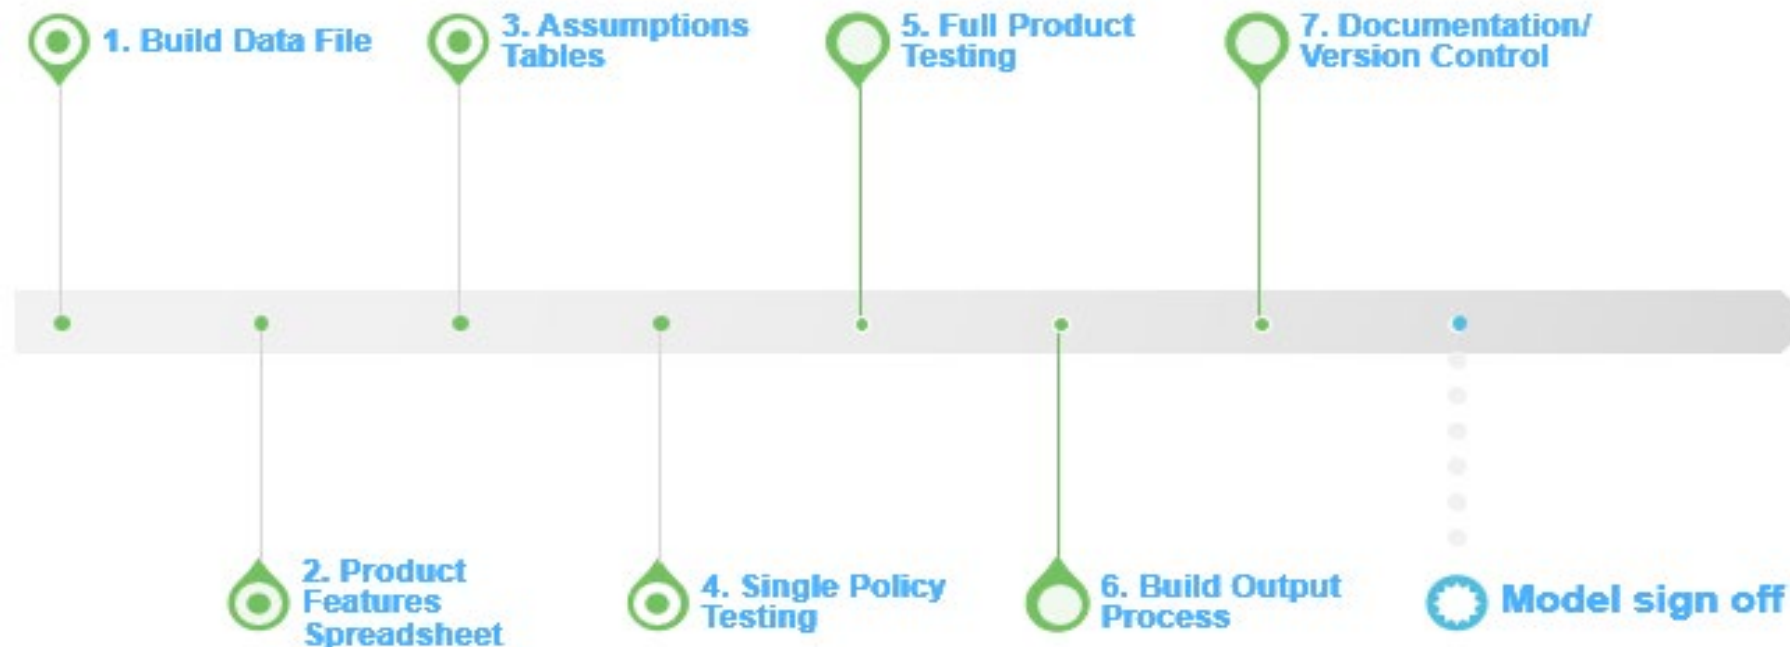 1. Build Data File
3. Assumptions
Tables
5. Full Product
Testing
7. Documentation/
Version Control
2. Product
Features
Spreadsheet
4. Single Policy
Testing
6. Build Output
Process
Model sign off